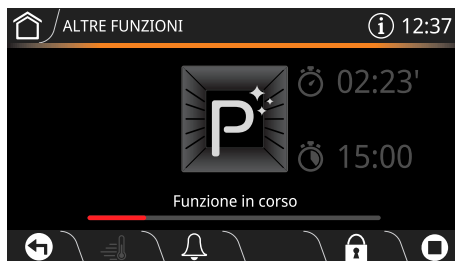 ALTRE FUNZIONI
i 12:37
P
02:23'
15:00
Funzione in corso